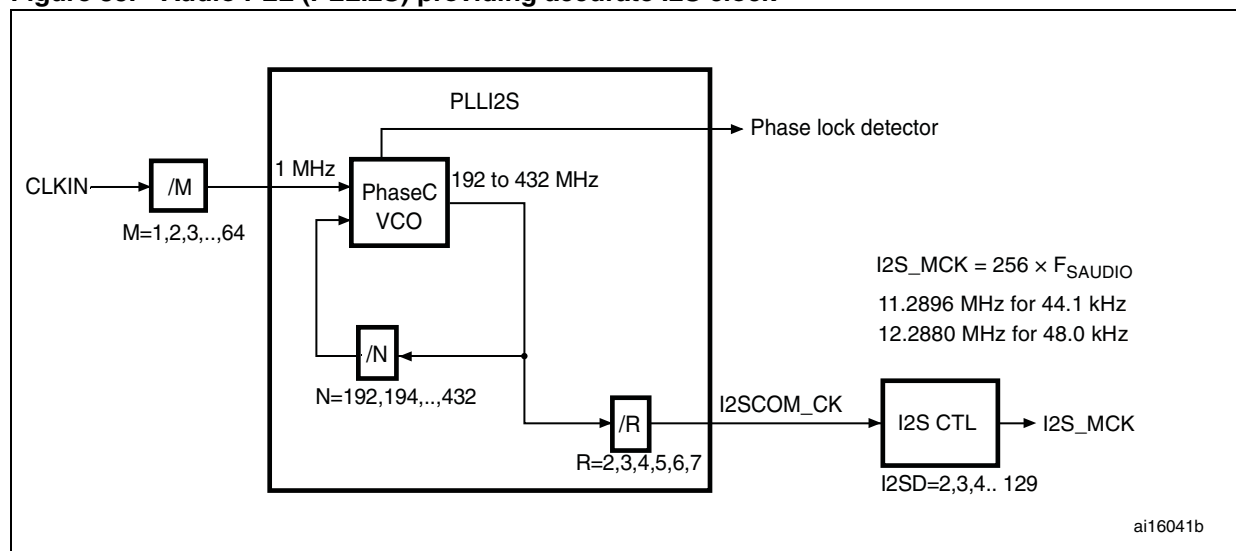 PLLI2S
Phase lock detector
1 MHz
192 to 432 MHz
CLKIN
/M
PhaseC
VCO
M=1,2,3,..,64
I2S_MCK = 256 × FSAUDIO
11.2896 MHz for 44.1 kHz
12.2880 MHz for 48.0 kHz
/N
N=192,194,..,432
I2SCOM_CK
/R
I2S CTL
I2S_MCK
R=2,3,4,5,6,7
I2SD=2,3,4.. 129
ai16041b